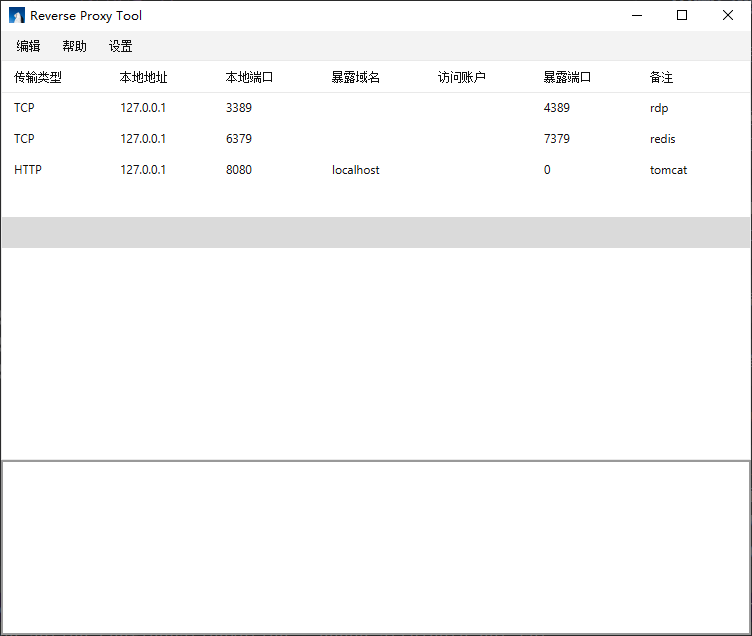 Reverse Proxy Tool
编辑 帮助 设置
传输类型 本地地址 本地端口 暴露域名 访问账户 暴露端口 备注
TCP 127.0.0.1 3389 4389 rdp
TCP 127.0.0.1 6379 7379 redis
HTTP 127.0.0.1 8080 localhost 0 tomcat